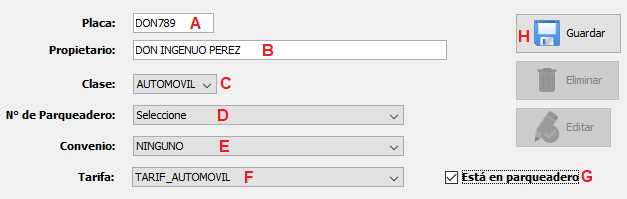 Placa: DON789 A
Propietario: DON INGENUO PEREZ B
Clase: AUTOMOVIL C
N° de Parqueadero: Seleccione D
Convenio: NINGUNO E
Tarifa: TARIF_AUTOMOVIL F
Está en parqueadero G
H Guardar
Eliminar
Editar